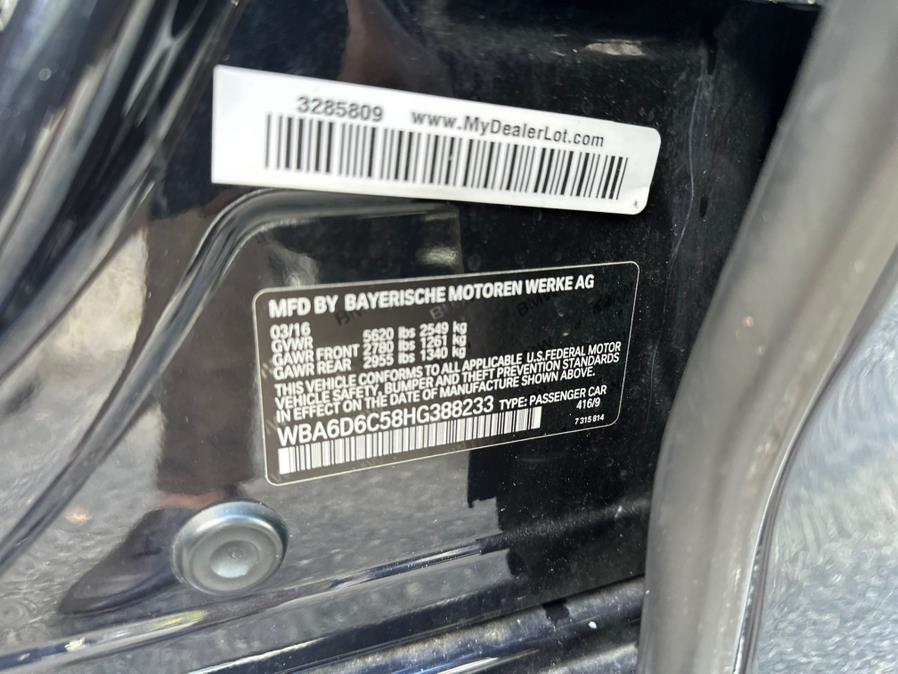 3285809 www.MyDealerLot.com
MFD BY BAYERISCHE MOTOREN WERKE AG
03/16
GVWR 5620 lbs 2549 kg
GAWR FRONT 2780 lbs 1261 kg
GAWR REAR 2955 lbs 1340 kg
THIS VEHICLE CONFORMS TO ALL APPLICABLE U.S.FEDERAL MOTOR
VEHICLE SAFETY, BUMPER AND THEFT PREVENTION STANDARDS
IN EFFECT ON THE DATE OF MANUFACTURE SHOWN ABOVE.
WBA6D6C58HG388233 TYPE: PASSENGER CAR
416/9
7 315 814